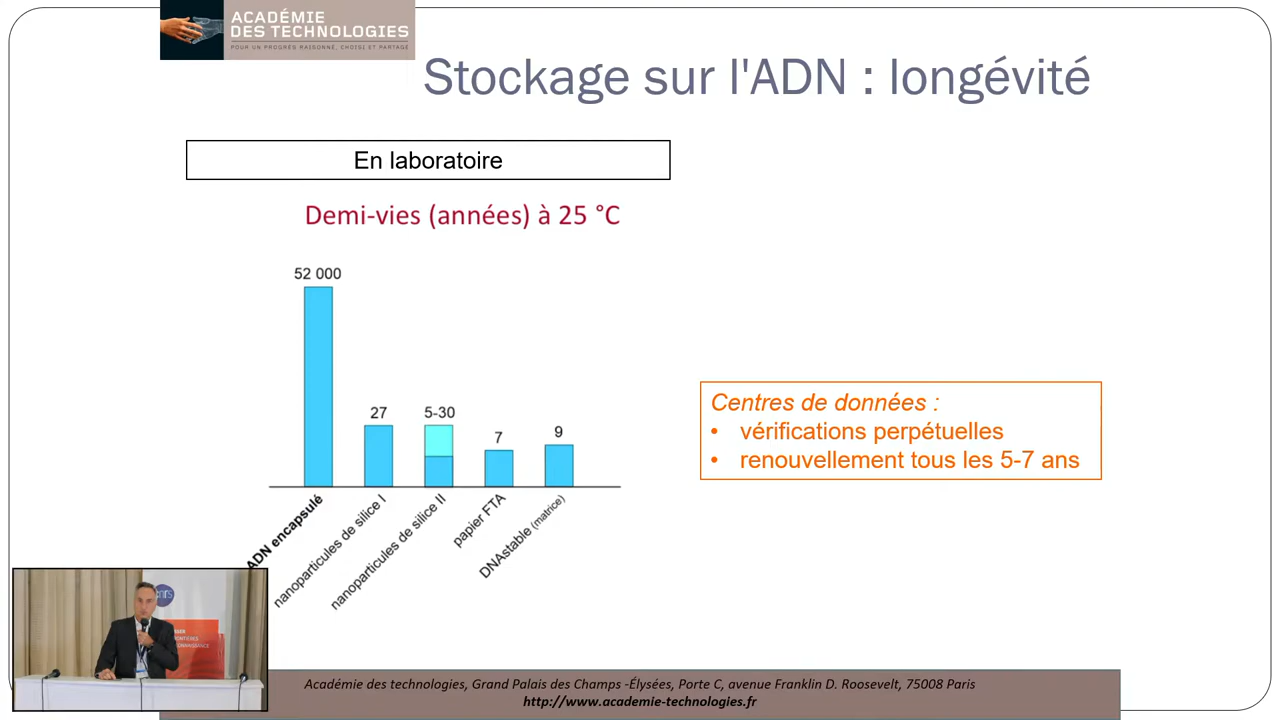 ACADÉMIE
DES TECHNOLOGIES
POUR UN PROGRÈS RAISONNÉ, CHOISI ET PARTAGÉ
Stockage sur l'ADN : longévité
En laboratoire
Demi-vies (années) à 25 °C
52 000
27
5-30
7
9
ADN encapsulé
nanoparticules de silice I
nanoparticules de silice II
papier FTA
DNAstable (matrice)
Centres de données :
• vérifications perpétuelles
• renouvellement tous les 5-7 ans
cnrs
Académie des technologies, Grand Palais des Champs -Élysées, Porte C, avenue Franklin D. Roosevelt, 75008 Paris
http://www.academie-technologies.fr